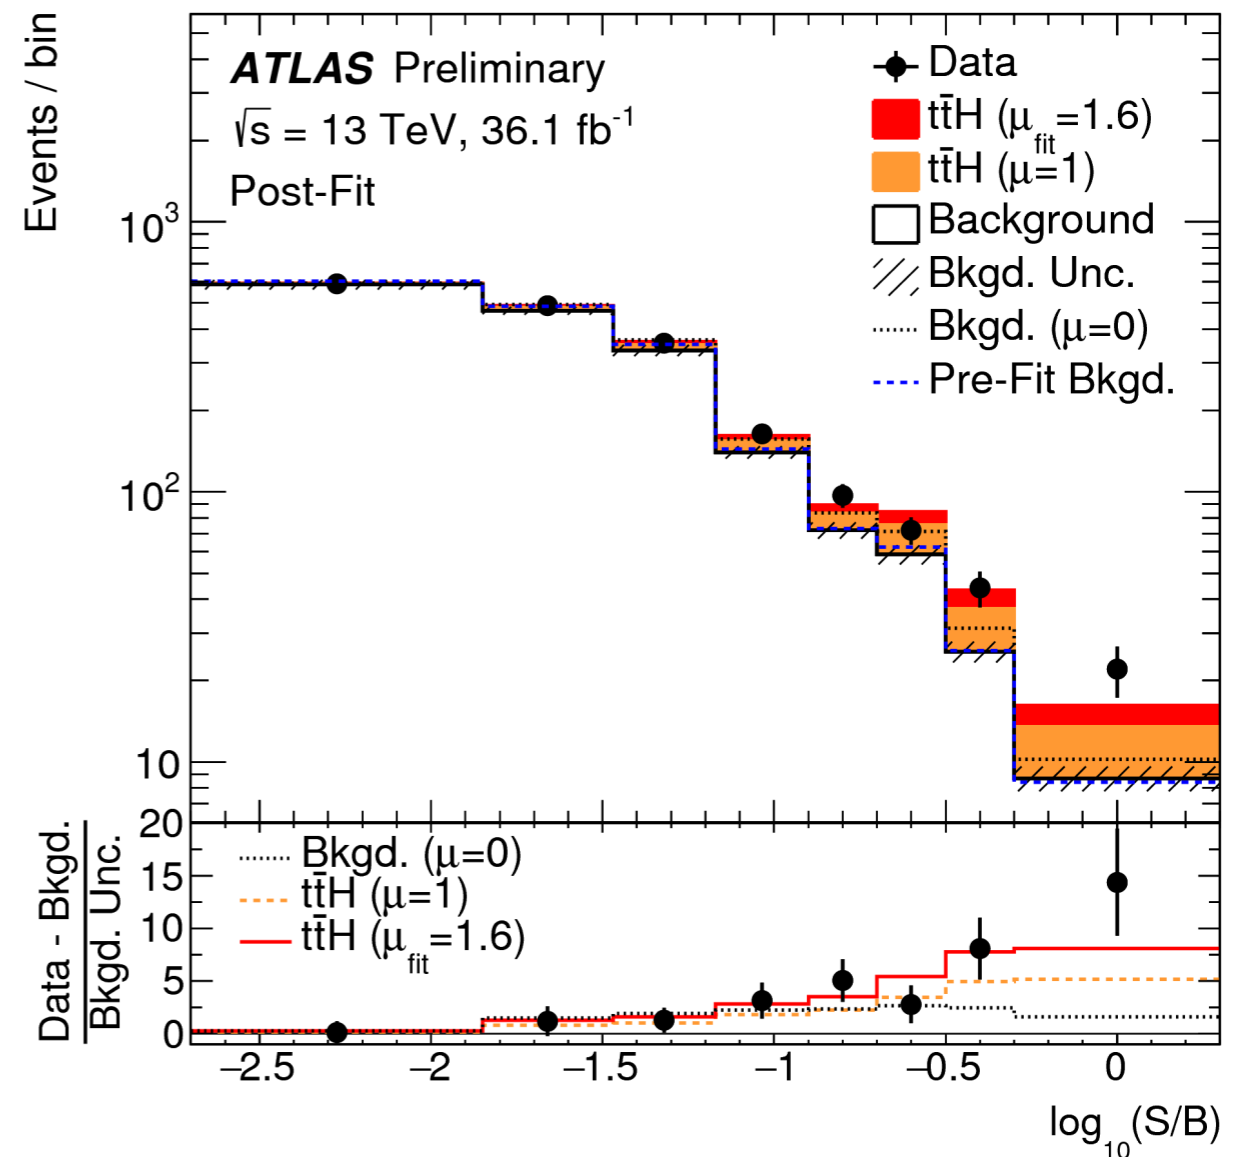 Events / bin
ATLAS Preliminary
√s = 13 TeV, 36.1 fb⁻¹
Post-Fit
Data
tt̄H (μ_fit=1.6)
tt̄H (μ=1)
Background
Bkgd. Unc.
Bkgd. (μ=0)
Pre-Fit Bkgd.
10³
10²
10
Data - Bkgd.
Bkgd. Unc.
20
15
10
5
0
Bkgd. (μ=0)
tt̄H (μ=1)
tt̄H (μ_fit=1.6)
−2.5 −2 −1.5 −1 −0.5 0
log₁₀(S/B)